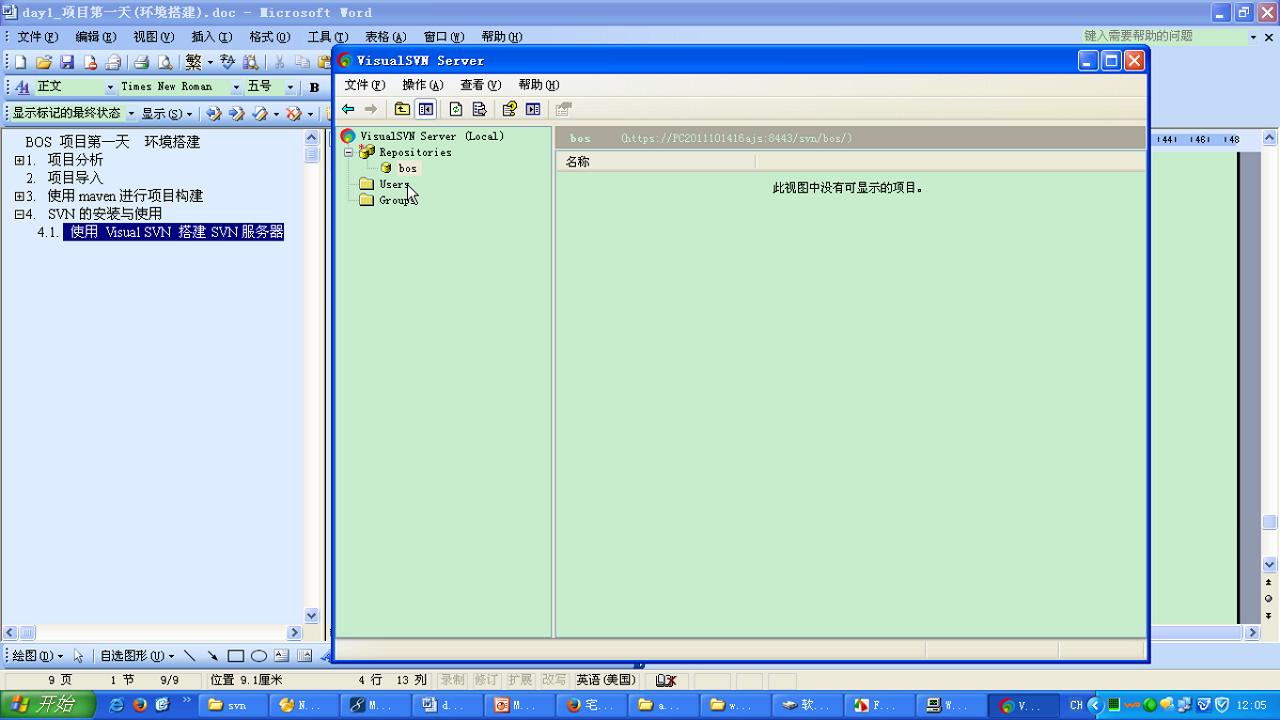 day1_项目第一天(环境搭建).doc - Microsoft Word
文件(F) 编辑(E) 视图(V) 插入(I) 格式(O) 工具(T) 表格(A) 窗口(W) 帮助(H) 键入需要帮助的问题
繁
正文 Times New Roman 五号 B
显示标记的最终状态 显示(S)
BOS 项目第一天 环境搭建
1. 项目分析
2. 项目导入
3. 使用 maven 进行项目构建
4. SVN 的安装与使用
4.1. 使用 Visual SVN 搭建 SVN 服务器
VisualSVN Server
文件(F) 操作(A) 查看(V) 帮助(H)
VisualSVN Server (Local)
Repositories
bos
Users
Groups
bos (https://PC2011101416ajs:8443/svn/bos/)
名称
此视图中没有可显示的项目。
44 46 48
绘图(D) 自选图形(U)
9 页 1 节 9/9 位置 9.1厘米 4 行 13 列 录制 修订 扩展 改写 英语(美国)
开始 svn N... M... d... M... 宅... a... w... 软... F... W... V... CH 12:05